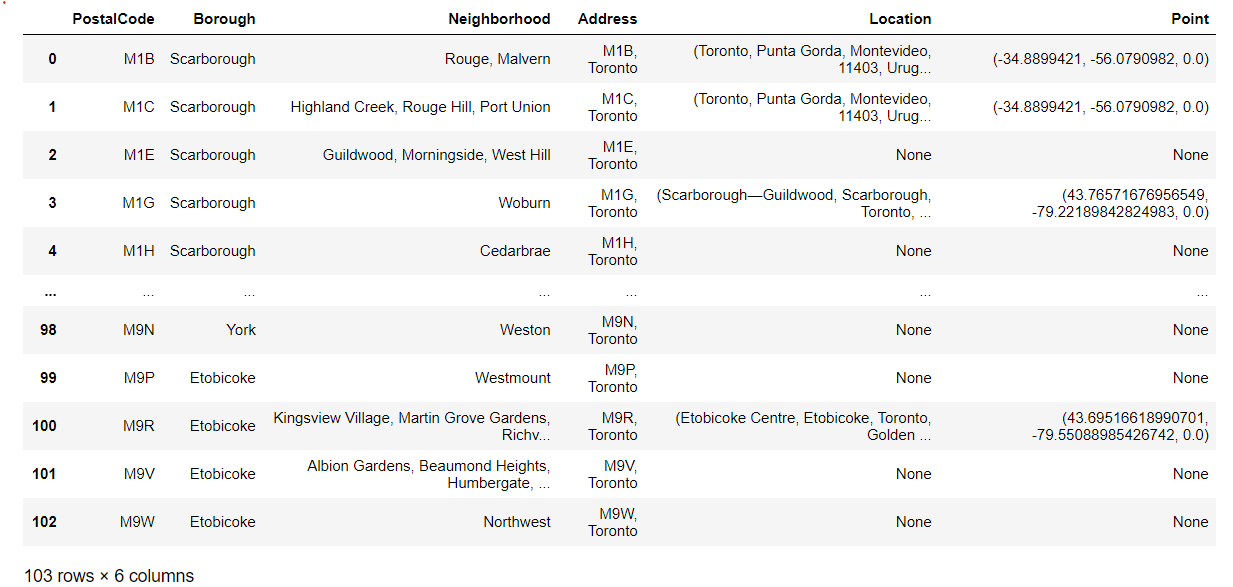 PostalCode Borough Neighborhood Address Location Point
0 M1B Scarborough Rouge, Malvern M1B, Toronto (Toronto, Punta Gorda, Montevideo, 11403, Urug... (-34.8899421, -56.0790982, 0.0)
1 M1C Scarborough Highland Creek, Rouge Hill, Port Union M1C, Toronto (Toronto, Punta Gorda, Montevideo, 11403, Urug... (-34.8899421, -56.0790982, 0.0)
2 M1E Scarborough Guildwood, Morningside, West Hill M1E, Toronto None None
3 M1G Scarborough Woburn M1G, Toronto (Scarborough—Guildwood, Scarborough, Toronto, ... (43.76571676956549, -79.22189842824983, 0.0)
4 M1H Scarborough Cedarbrae M1H, Toronto None None
... ... ... ... ... ... ...
98 M9N York Weston M9N, Toronto None None
99 M9P Etobicoke Westmount M9P, Toronto None None
100 M9R Etobicoke Kingsview Village, Martin Grove Gardens, Richv... M9R, Toronto (Etobicoke Centre, Etobicoke, Toronto, Golden ... (43.69516618990701, -79.55088985426742, 0.0)
101 M9V Etobicoke Albion Gardens, Beaumond Heights, Humbergate, ... M9V, Toronto None None
102 M9W Etobicoke Northwest M9W, Toronto None None
103 rows × 6 columns